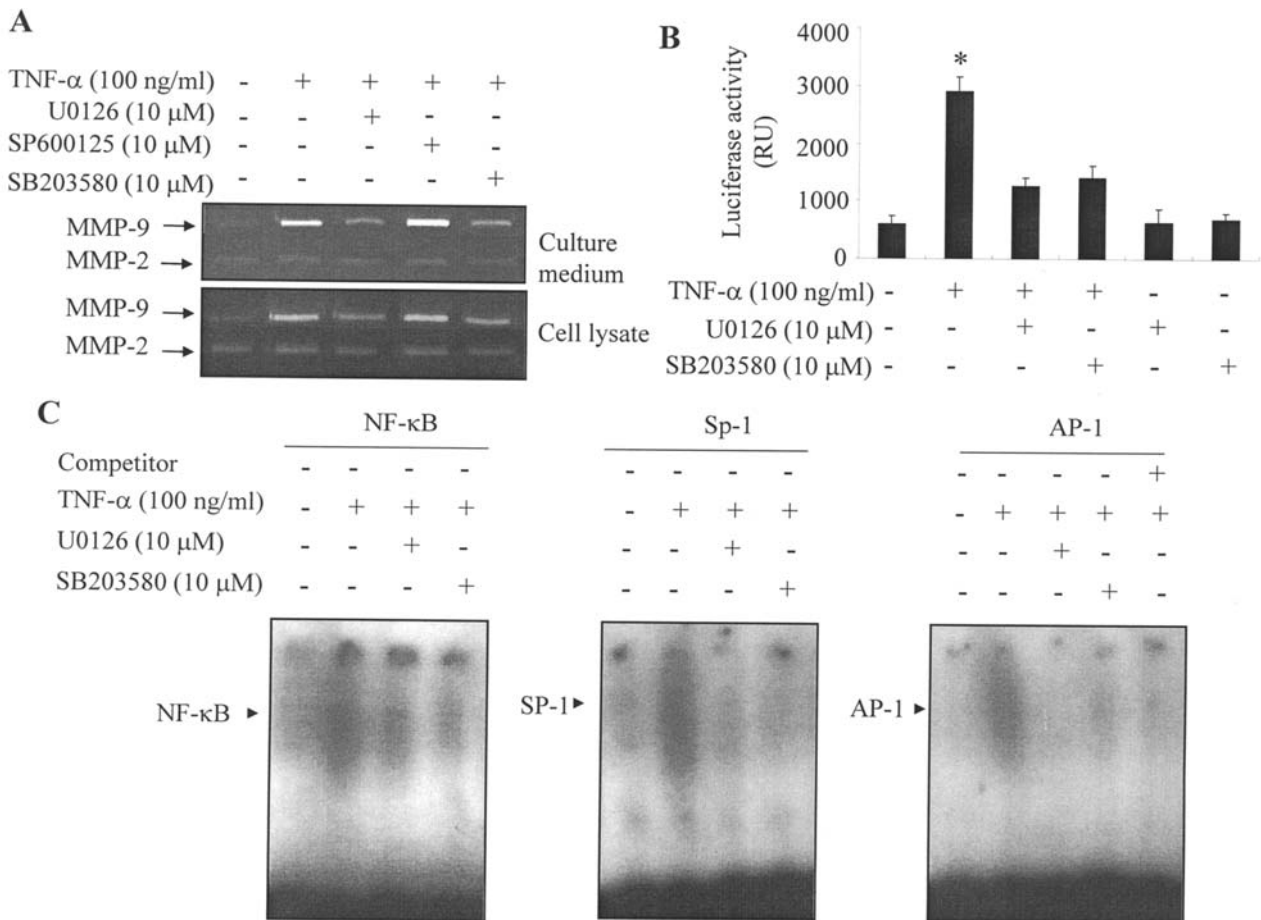 A
TNF-α (100 ng/ml) - + + + +
U0126 (10 µM) - - + - -
SP600125 (10 µM) - - - + -
SB203580 (10 µM) - - - - +
MMP-9
MMP-2
Culture medium
MMP-9
MMP-2
Cell lysate
B
Luciferase activity
(RU)
4000
3000
2000
1000
0
*
TNF-α (100 ng/ml) - + + + - -
U0126 (10 µM) - - + - + -
SB203580 (10 µM) - - - + - +
C
NF-κB
Sp-1
AP-1
Competitor - - - - - - - - - - - - +
TNF-α (100 ng/ml) - + + + - + + + - + + + +
U0126 (10 µM) - - + - - - + - - - + - -
SB203580 (10 µM) - - - + - - - + - - - + -
NF-κB
SP-1
AP-1